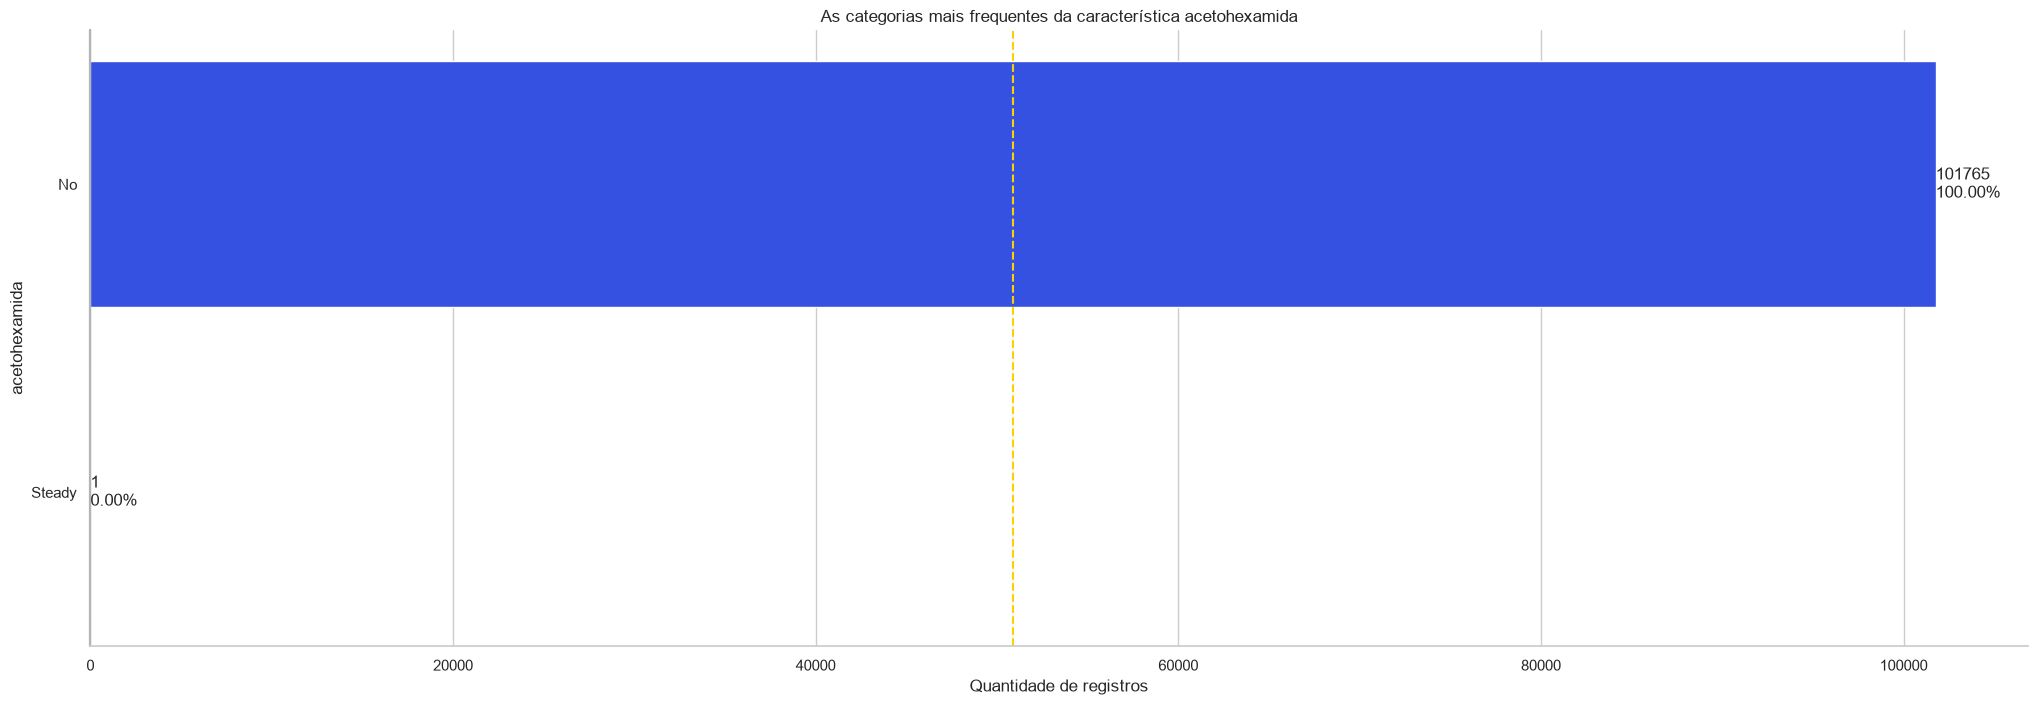 As categorias mais frequentes da característica acetohexamida
acetohexamida
No
101765
100.00%
Steady
1
0.00%
0
20000
40000
60000
80000
100000
Quantidade de registros